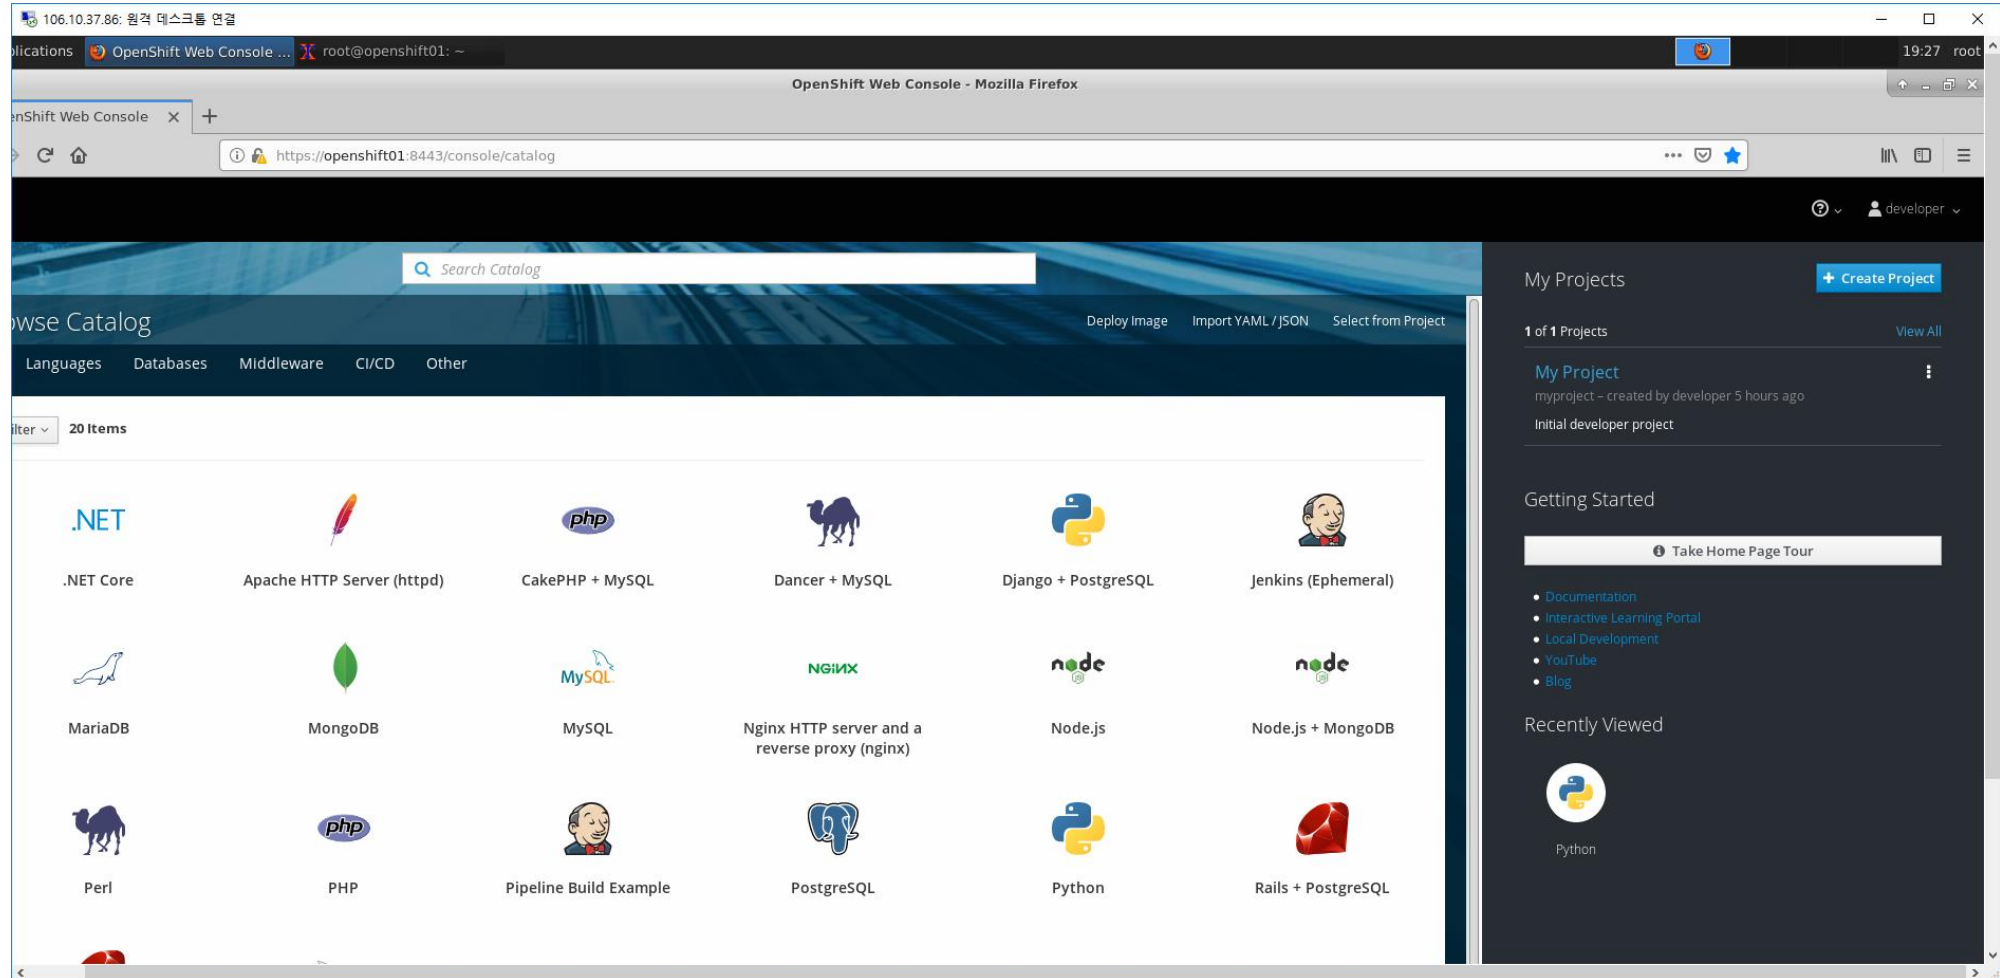 106.10.37.86: 원격 데스크톱 연결
plications OpenShift Web Console ... root@openshift01: ~ 19:27 root
OpenShift Web Console - Mozilla Firefox
enShift Web Console
https://openshift01:8443/console/catalog
developer
Search Catalog
My Projects
+ Create Project
owse Catalog
Deploy Image Import YAML / JSON Select from Project
1 of 1 Projects View All
Languages Databases Middleware CI/CD Other
My Project
myproject – created by developer 5 hours ago
Initial developer project
ilter 20 Items
.NET
php
.NET Core Apache HTTP Server (httpd) CakePHP + MySQL Dancer + MySQL Django + PostgreSQL Jenkins (Ephemeral)
Getting Started
Take Home Page Tour
Documentation
Interactive Learning Portal
Local Development
YouTube
Blog
MySQL NGINX node node
MariaDB MongoDB MySQL Nginx HTTP server and a reverse proxy (nginx) Node.js Node.js + MongoDB
Recently Viewed
Python
php
Perl PHP Pipeline Build Example PostgreSQL Python Rails + PostgreSQL